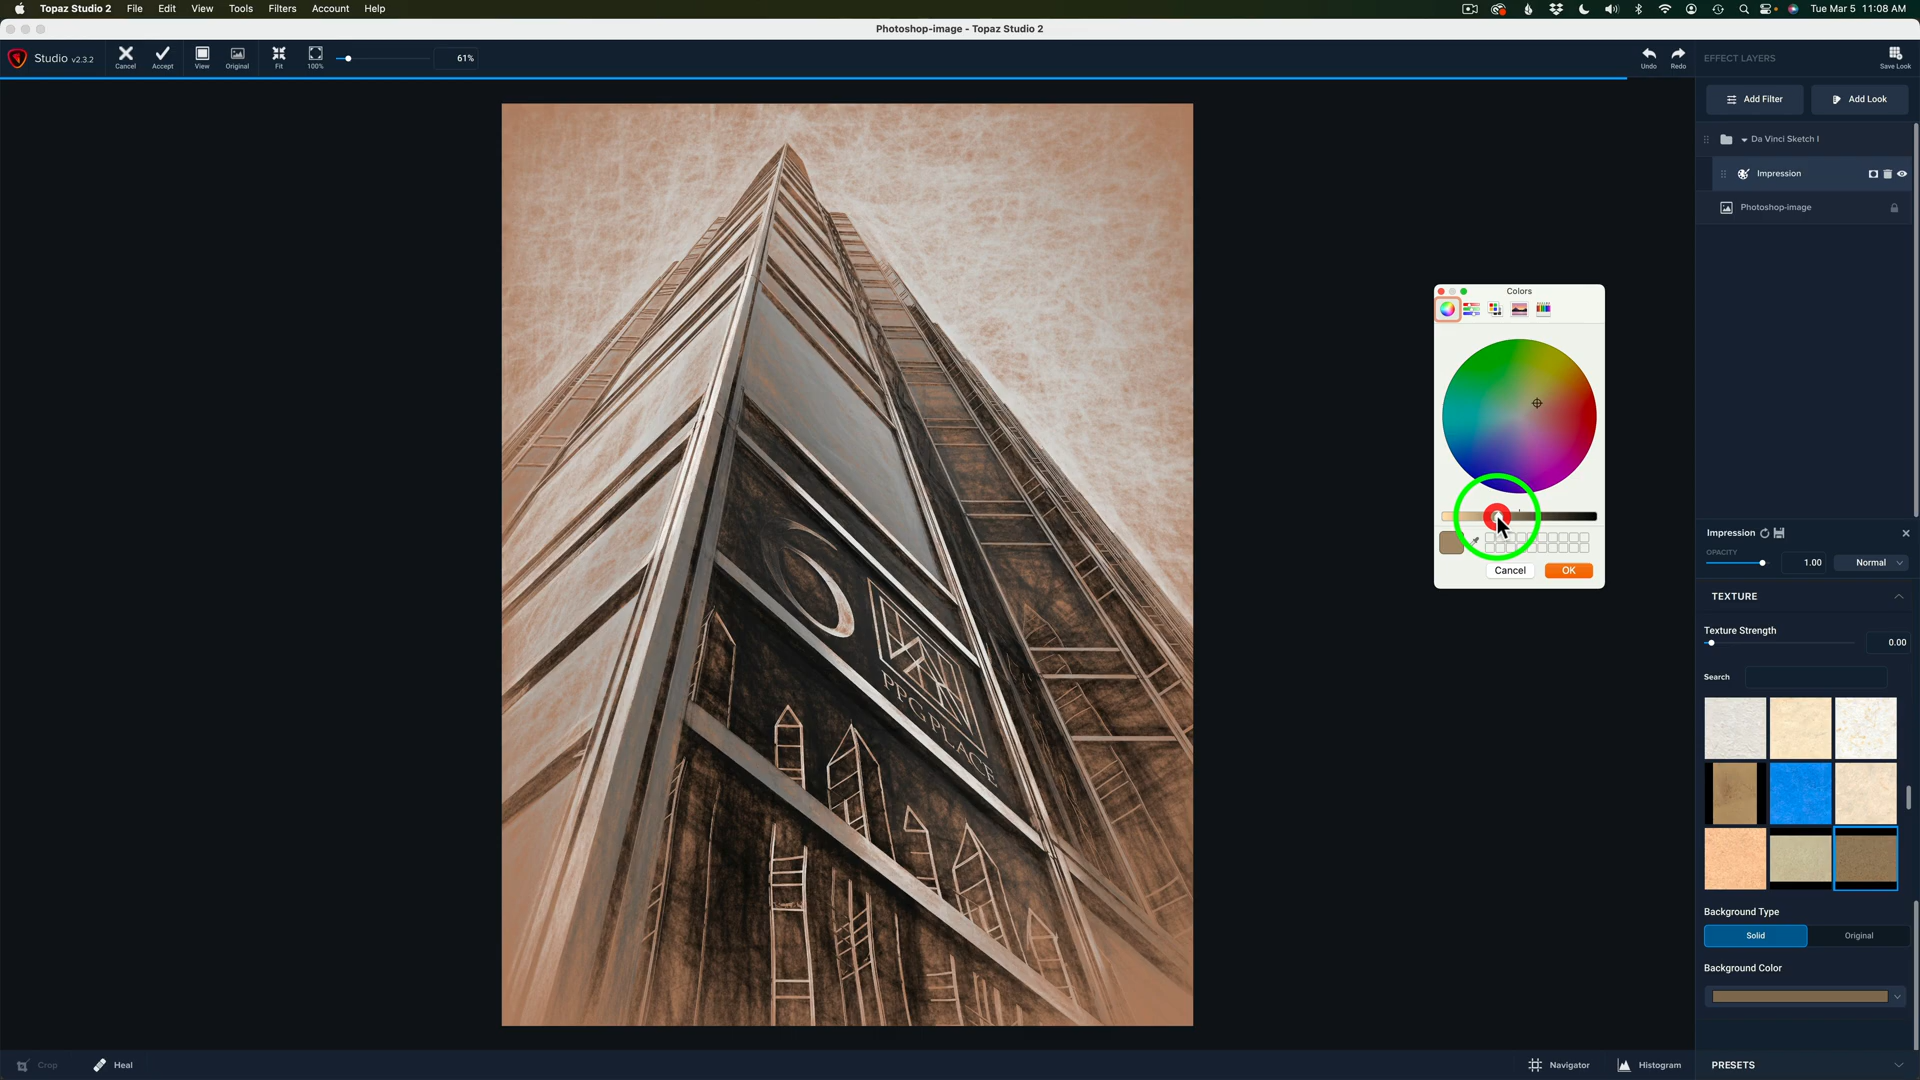 Topaz Studio 2 File Edit View Tools Filters Account Help Tue Mar 5 11:08 AM
Photoshop-image - Topaz Studio 2
Studio v2.3.2 Cancel Accept View Original Fit 100% 61% Undo Redo EFFECT LAYERS Save Look
Add Filter Add Look
Da Vinci Sketch I
Impression
Photoshop-image
Colors
Cancel OK
Impression
OPACITY
1.00 Normal
TEXTURE
Texture Strength
0.00
Search
PPG PLACE
Background Type
Solid Original
Background Color
Crop Heal Navigator Histogram PRESETS